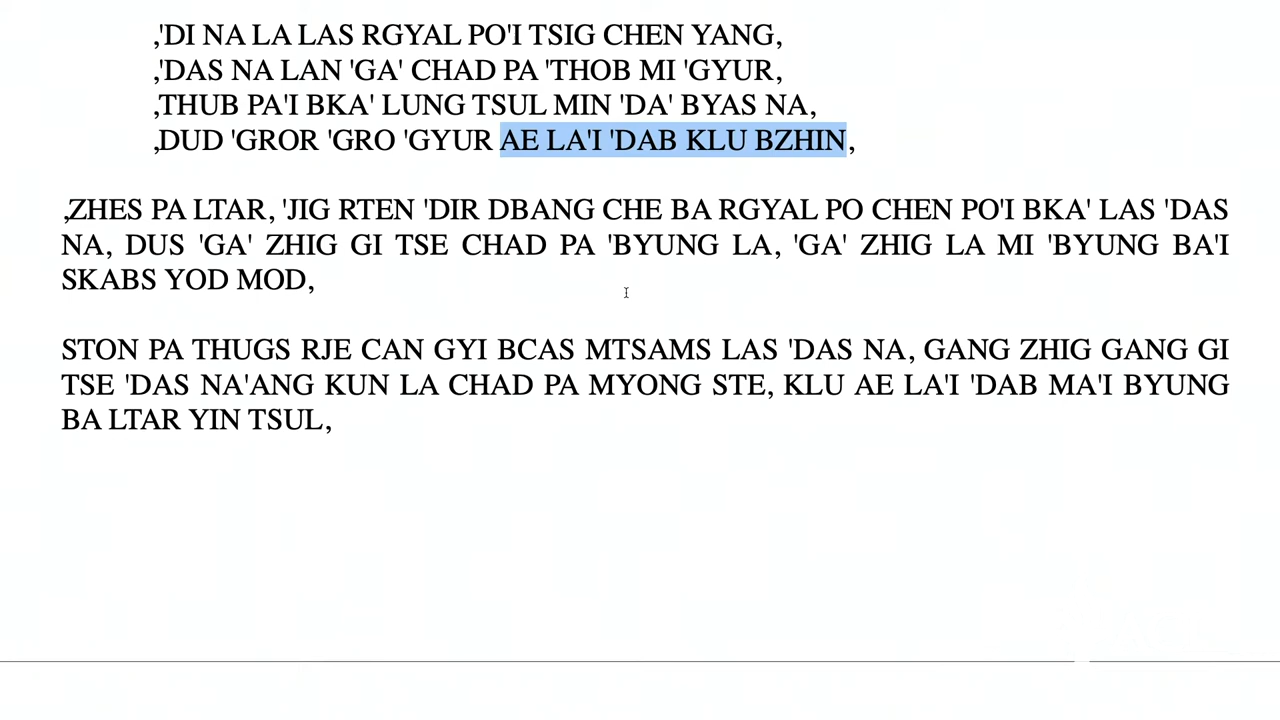 ,'DI NA LA LAS RGYAL PO'I TSIG CHEN YANG,
,'DAS NA LAN 'GA' CHAD PA 'THOB MI 'GYUR,
,THUB PA'I BKA' LUNG TSUL MIN 'DA' BYAS NA,
,DUD 'GROR 'GRO 'GYUR AE LA'I 'DAB KLU BZHIN,
,ZHES PA LTAR, 'JIG RTEN 'DIR DBANG CHE BA RGYAL PO CHEN PO'I BKA' LAS 'DAS
NA, DUS 'GA' ZHIG GI TSE CHAD PA 'BYUNG LA, 'GA' ZHIG LA MI 'BYUNG BA'I
SKABS YOD MOD,
STON PA THUGS RJE CAN GYI BCAS MTSAMS LAS 'DAS NA, GANG ZHIG GANG GI
TSE 'DAS NA'ANG KUN LA CHAD PA MYONG STE, KLU AE LA'I 'DAB MA'I BYUNG
BA LTAR YIN TSUL,